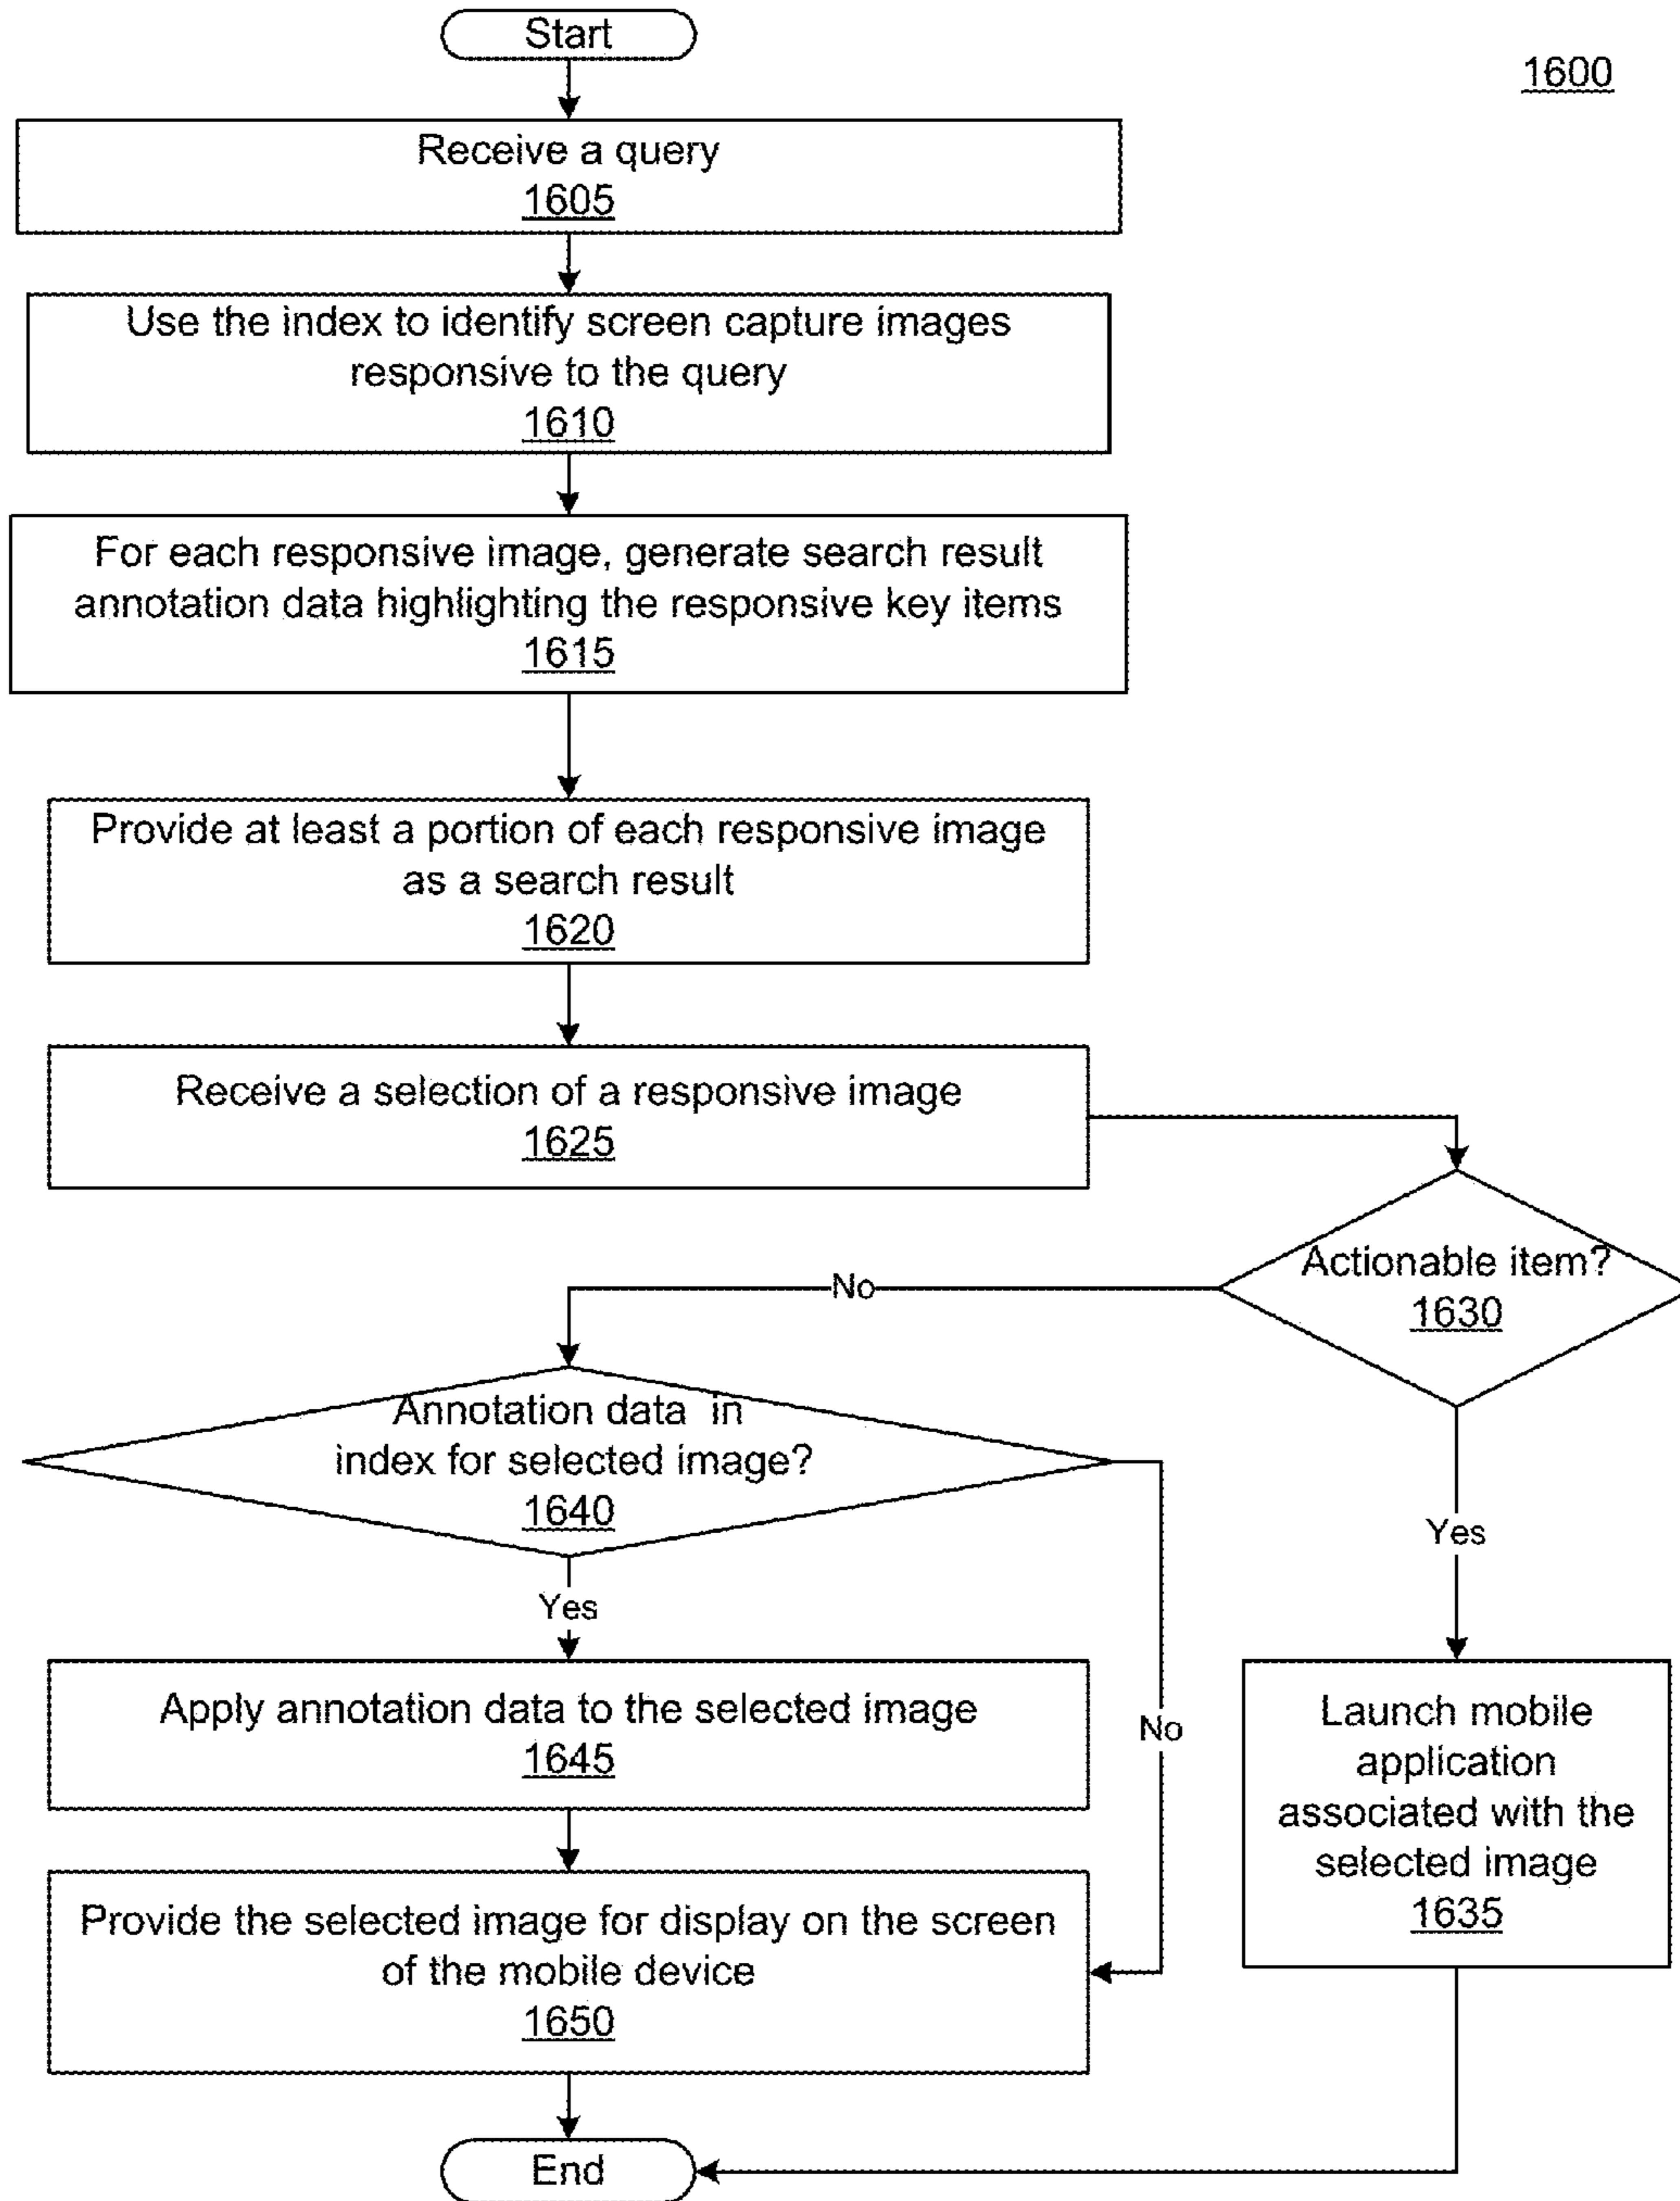 Start
1600
Receive a query
1605
Use the index to identify screen capture images
responsive to the query
1610
For each responsive image, generate search result
annotation data highlighting the responsive key items
1615
Provide at least a portion of each responsive image
as a search result
1620
Receive a selection of a responsive image
1625
Actionable item?
1630
No
Annotation data in
index for selected image?
1640
Yes
Yes
Apply annotation data to the selected image
1645
No
Launch mobile
application
associated with the
selected image
1635
Provide the selected image for display on the screen
of the mobile device
1650
End